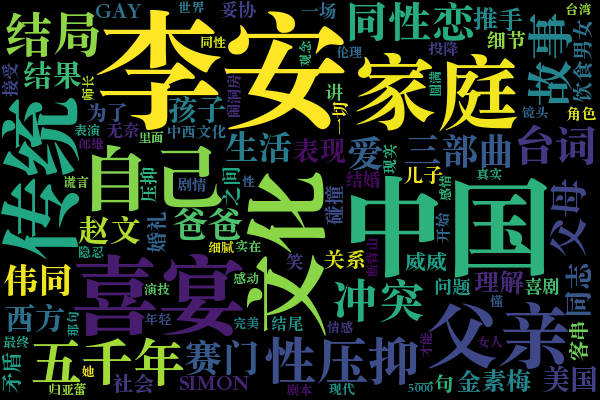 GAY
世界
妥协
一场
台湾
结局
李安
同性恋
推手
细节
故事
饮食男女
投降
观念
同性
伦理
接受
结果
师长
闹洞房
家庭
圆满
讲
一切
镜头
角色
为了
孩子
传统
表演
无奈
里面
中西文化
郎雄
生活
表现
爱
三部曲
台词
现实
谎言
压抑
自己
剧情
之间
性
结婚
儿子
感情
真实
文化
碰撞
中国
父母
赵文
婚礼
爸爸
开始
隐忍
细腻
实在
笑
关系
断背山
威威
伟同
喜宴
演技
感动
冲突
问题
理解
喜剧
同志
西方
那句
年轻
完美
结尾
情感
父亲
懂
客串
最终
矛盾
五千年
她
赛门
性压抑
才能
女人
归亚蕾
社会
SIMON
剧本
现代
5000
句
金素梅
美国